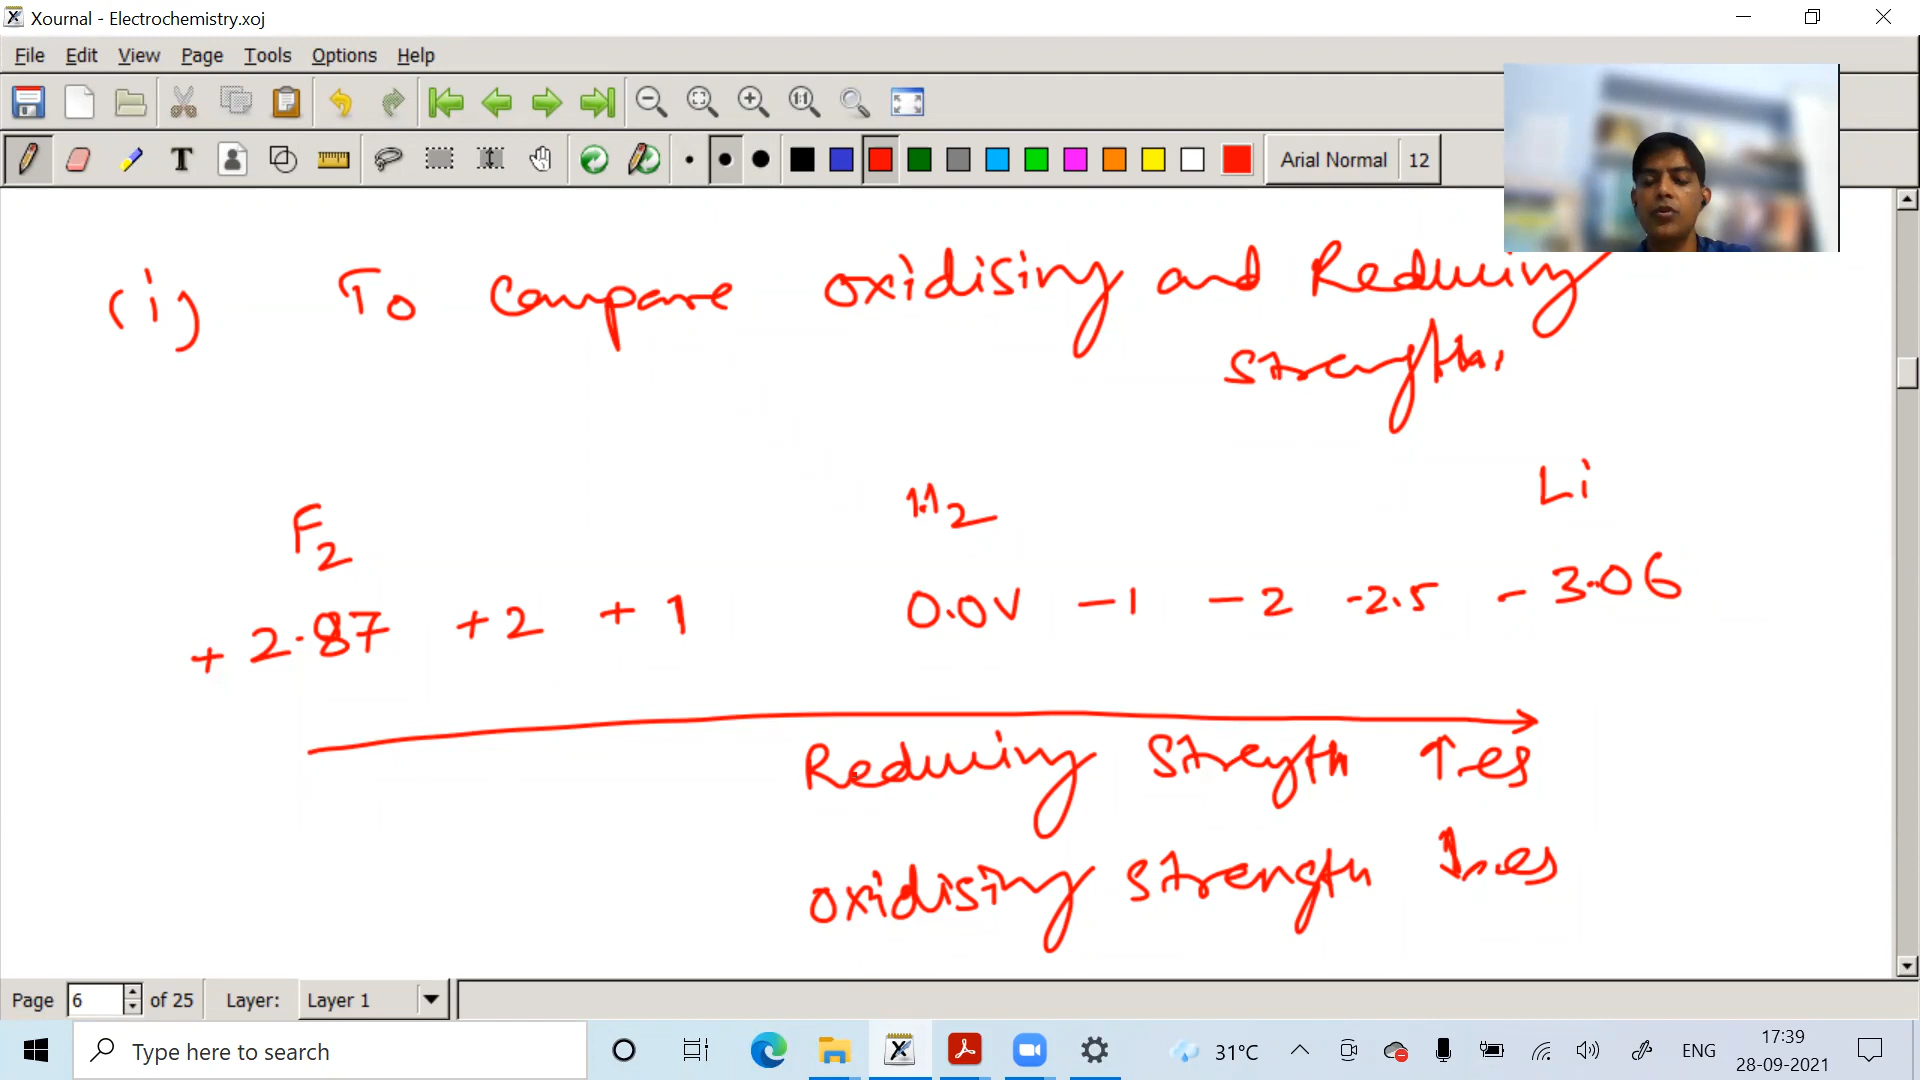 Xournal - Electrochemistry.xoj
File Edit View Page Tools Options Help
Arial Normal 12
(i) To compare oxidising and Reducing
strength.
F2 H2 Li
+ 2.87 +2 +1 0.0V -1 -2 -2.5 - 3.06
Reducing Strength ↑es
oxidising strength ↓es
Page 6 of 25 Layer: Layer 1
Type here to search
31°C ENG 17:39
28-09-2021